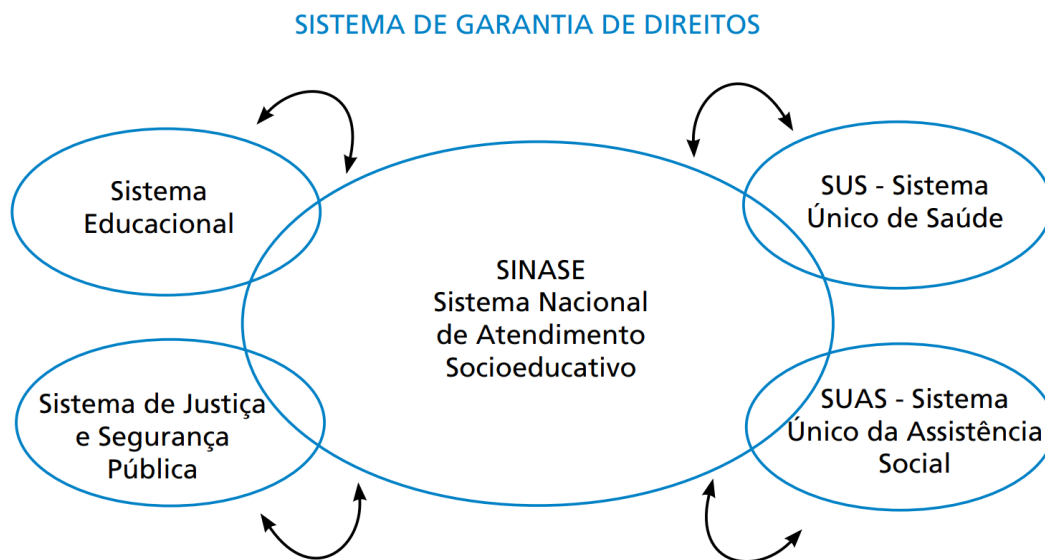 SISTEMA DE GARANTIA DE DIREITOS
Sistema
Educacional
SUS - Sistema
Único de Saúde
SINASE
Sistema Nacional
de Atendimento
Socioeducativo
Sistema de Justiça
e Segurança
Pública
SUAS - Sistema
Único da Assistência
Social